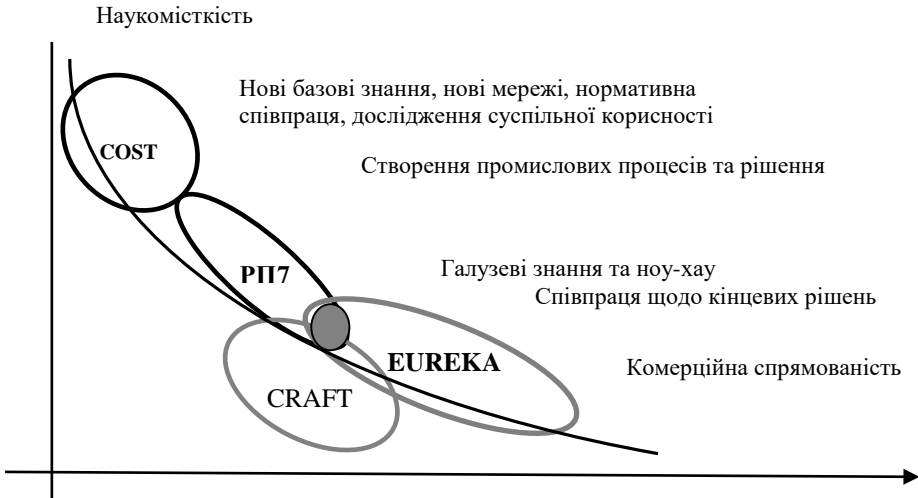 Наукомісткість
Нові базові знання, нові мережі, нормативна
співпраця, дослідження суспільної корисності
COST
Створення промислових процесів та рішення
РП7
Галузеві знання та ноу-хау
Співпраця щодо кінцевих рішень
EUREKA
Комерційна спрямованість
CRAFT